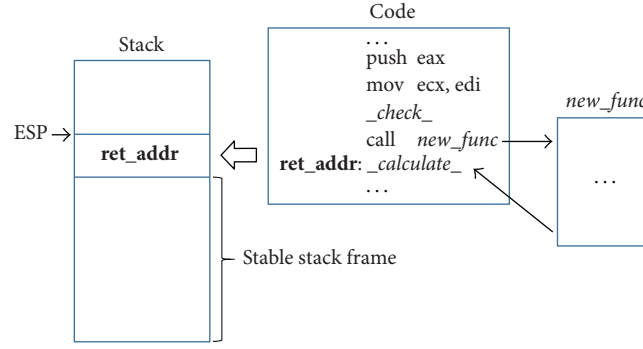 Stack
ESP
ret_addr
Stable stack frame
Code
...
push eax
mov ecx, edi
_check_
call new_func
ret_addr: _calculate_
...
new_func
...